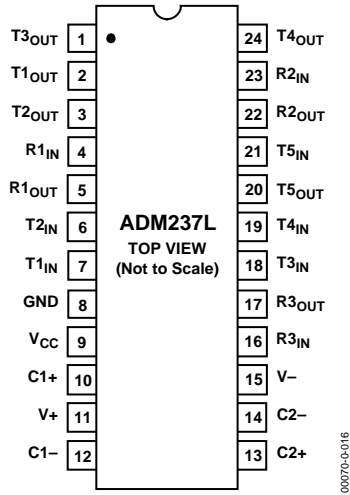 T3OUT 1 24 T4OUT
T1OUT 2 23 R2IN
T2OUT 3 22 R2OUT
R1IN 4 21 T5IN
R1OUT 5 20 T5OUT
T2IN 6 ADM237L 19 T4IN
TOP VIEW
T1IN 7 (Not to Scale) 18 T3IN
GND 8 17 R3OUT
VCC 9 16 R3IN
C1+ 10 15 V–
V+ 11 14 C2–
C1– 12 13 C2+
00070-0-016